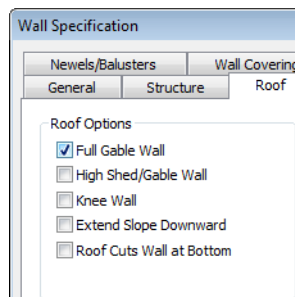 Wall Specification
Newels/Balusters Wall Covering
General Structure Roof
Roof Options
Full Gable Wall
High Shed/Gable Wall
Knee Wall
Extend Slope Downward
Roof Cuts Wall at Bottom